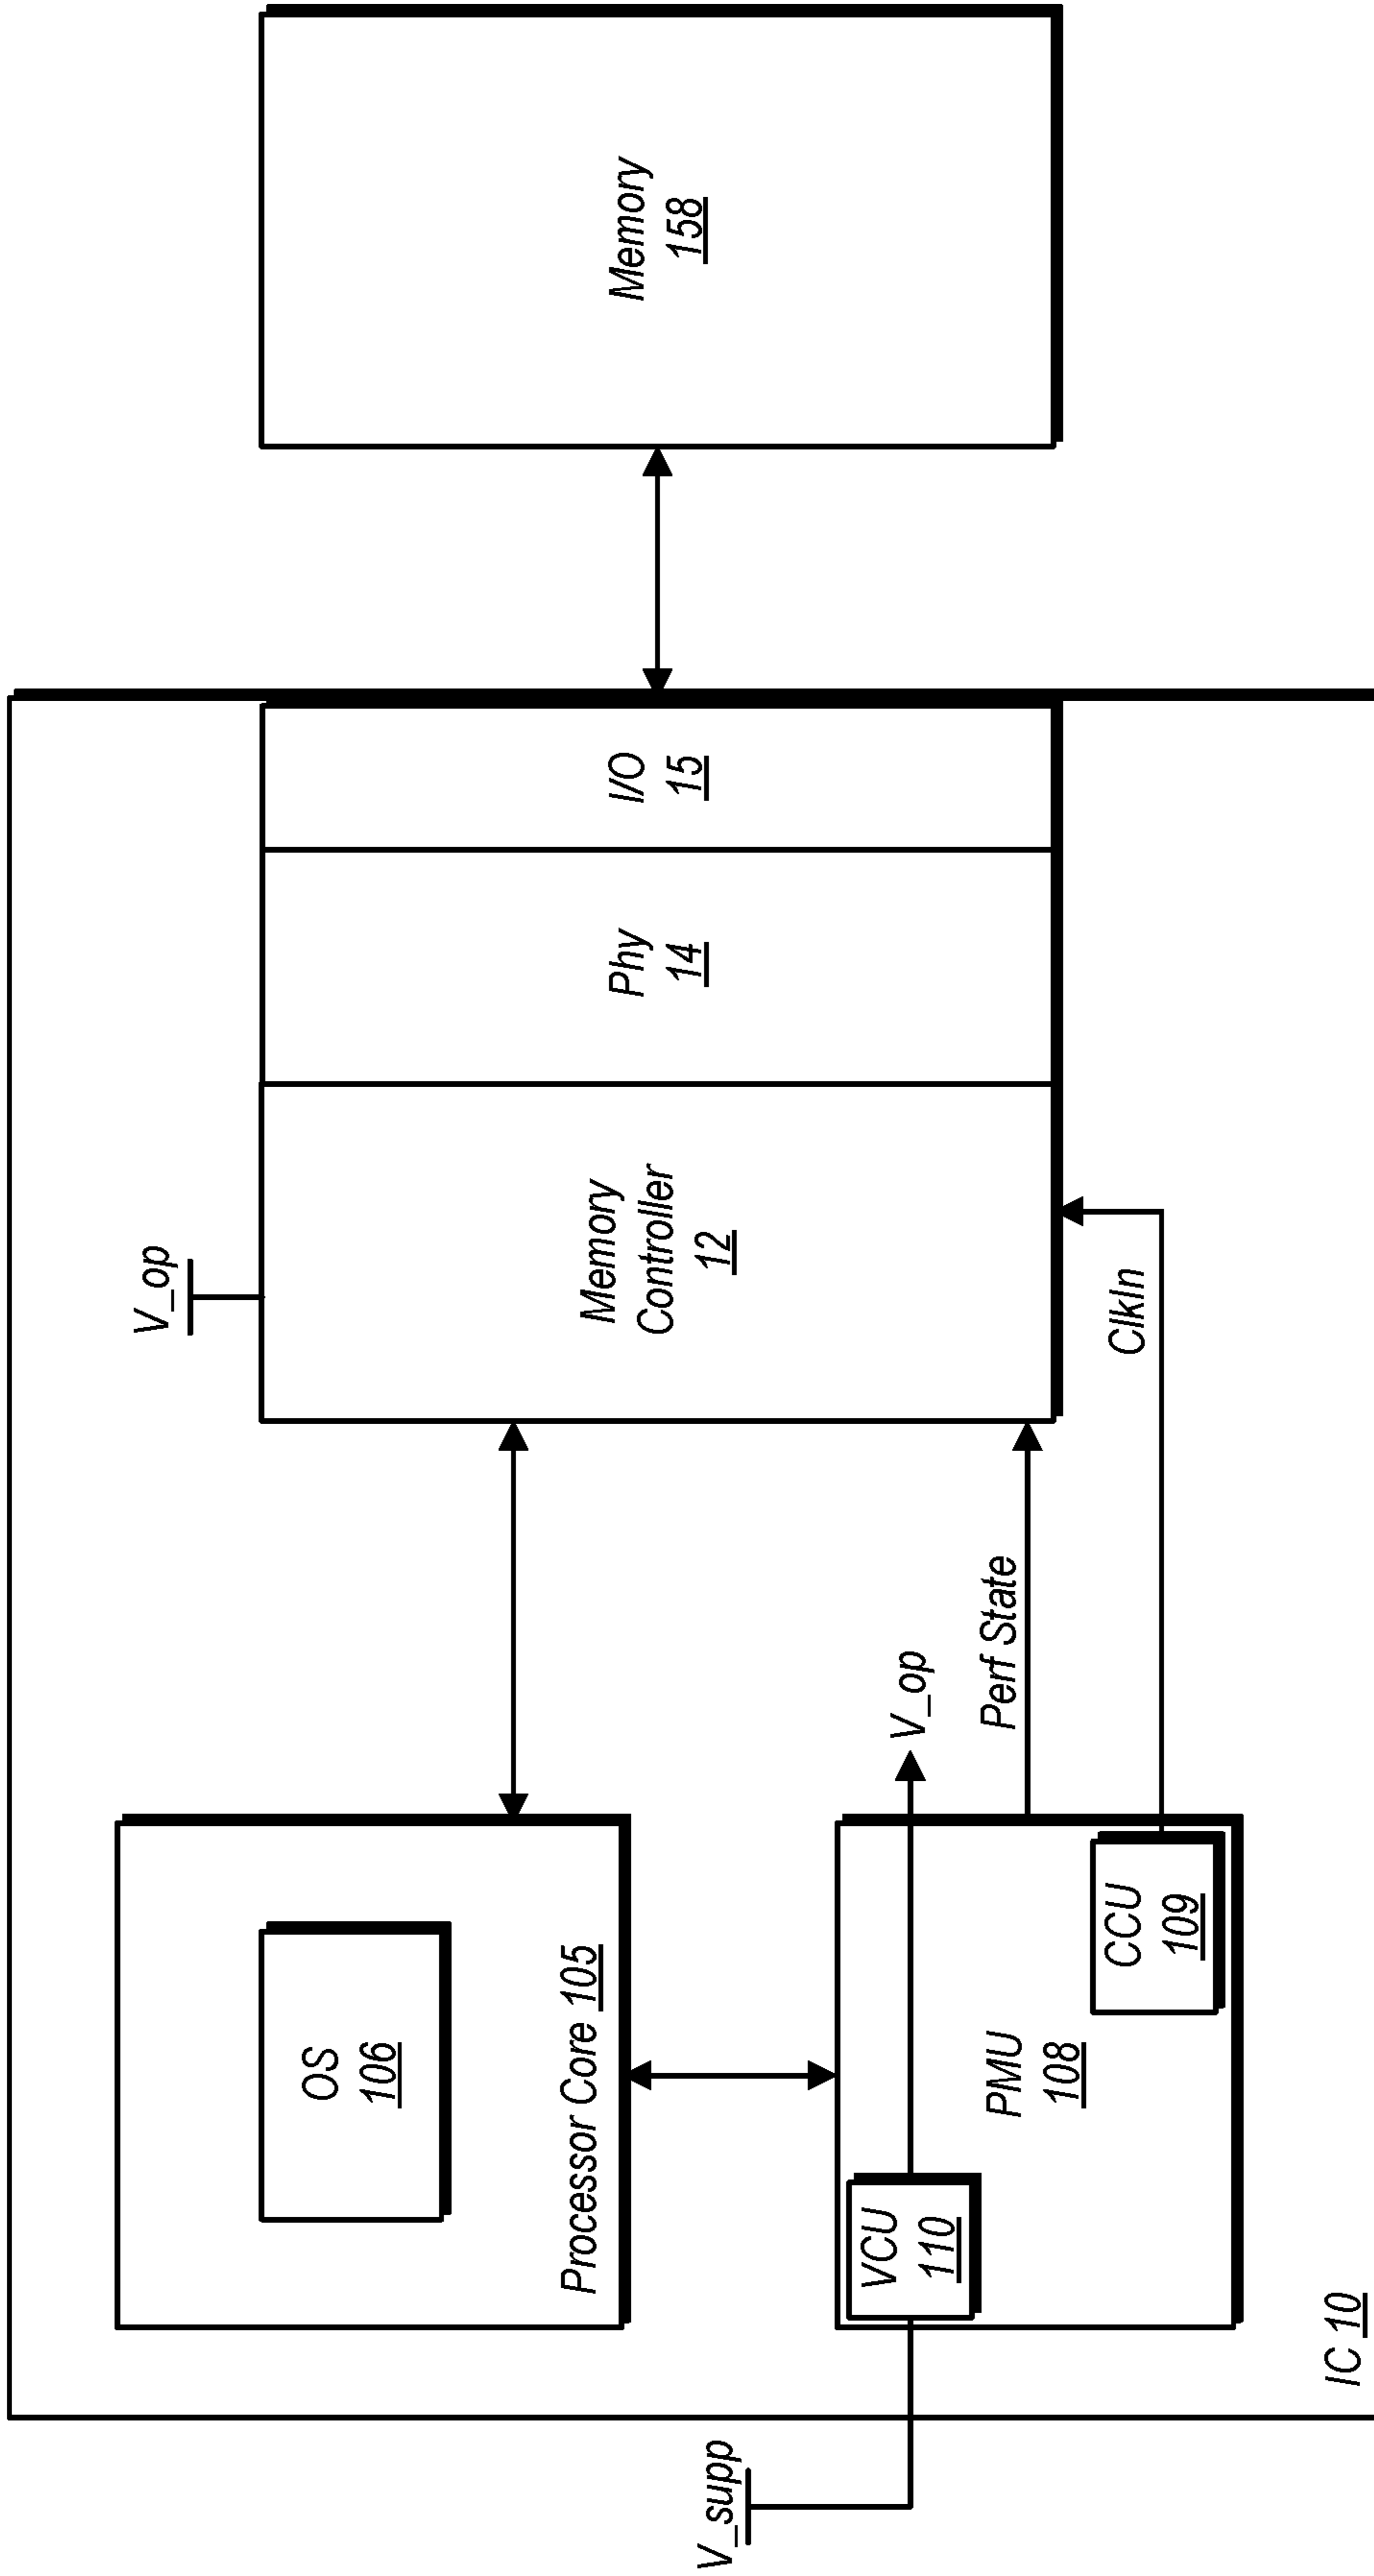 V_op
OS
106
Processor Core 105
Memory
Controller
12
Phy
14
I/O
15
Memory
158
V_supp
VCU
110
V_op
Perf State
PMU
108
CCU
109
ClkIn
IC 10